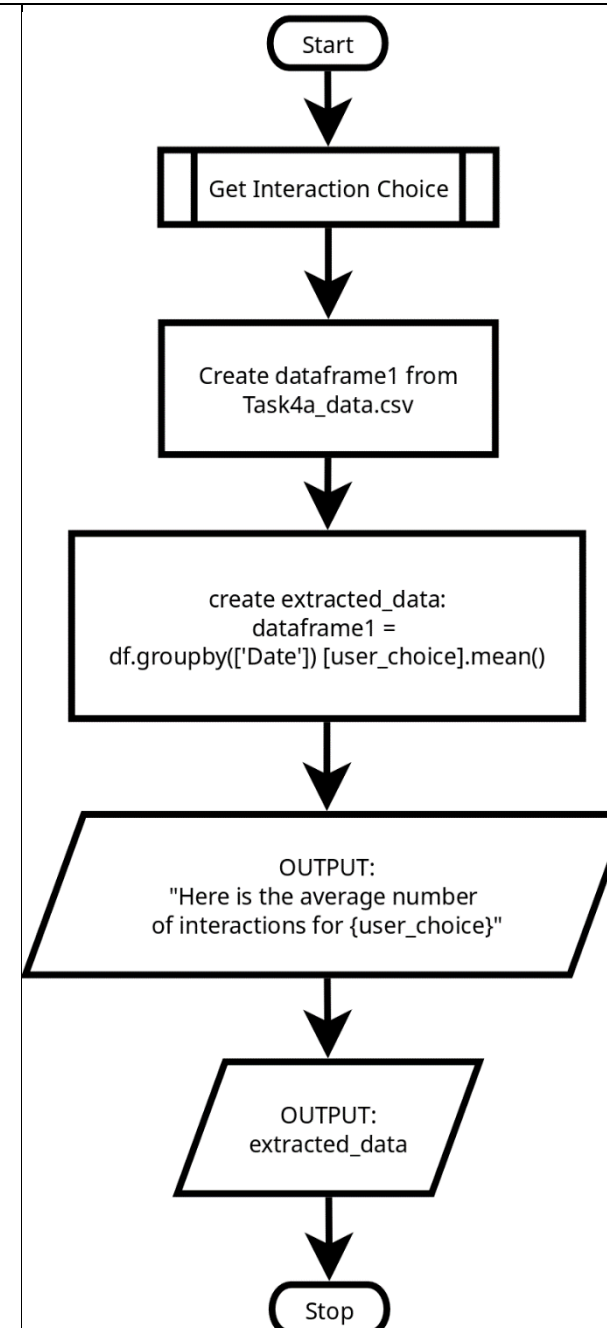 Start
Get Interaction Choice
Create dataframe1 from
Task4a_data.csv
create extracted_data:
dataframe1 =
df.groupby(['Date']) [user_choice].mean()
OUTPUT:
"Here is the average number
of interactions for {user_choice}"
OUTPUT:
extracted_data
Stop